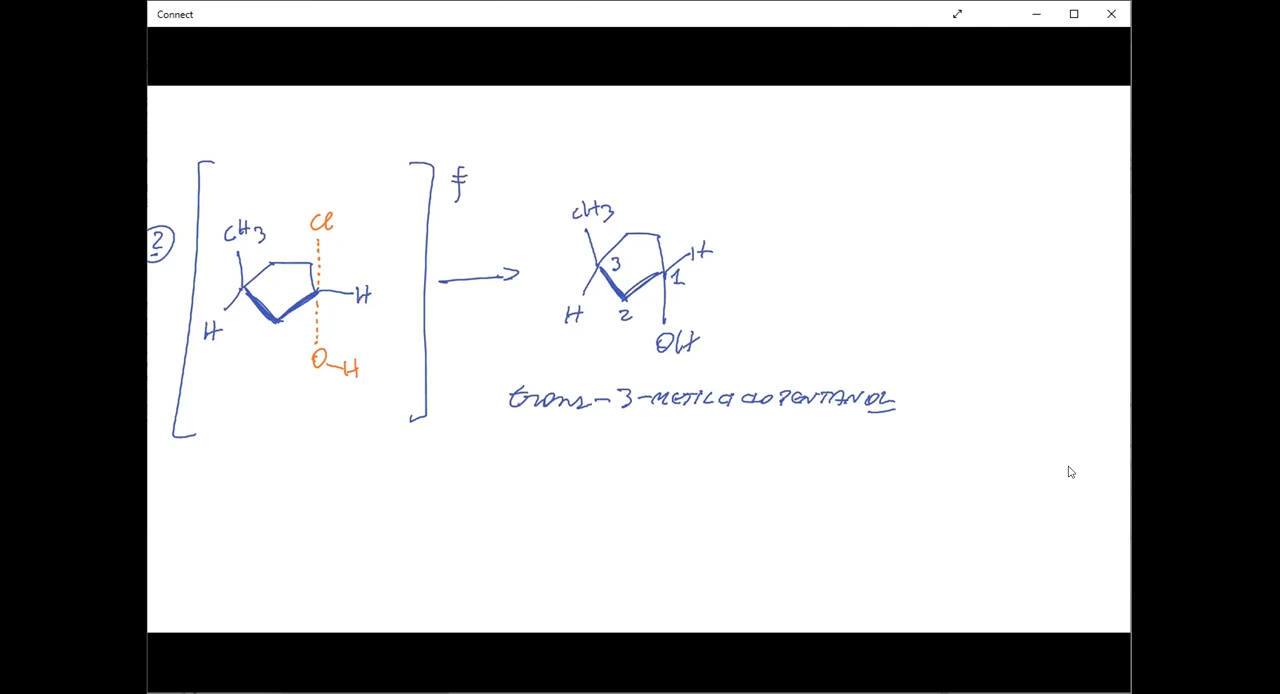 Connect
②
CH3
H
Cl
H
O-H
‡
CH3
H
3
H
1
2
OH
trans-3-METILCICLOPENTANOL